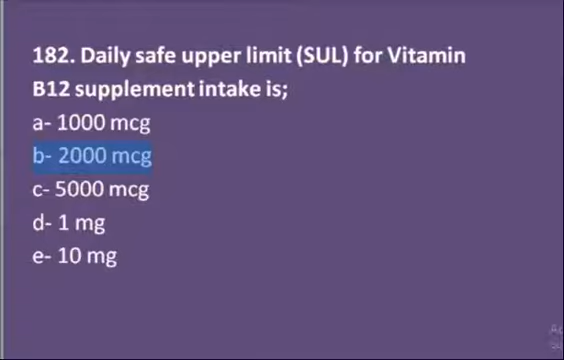 182. Daily safe upper limit (SUL) for Vitamin
B12 supplement intake is;
a- 1000 mcg
b- 2000 mcg
c- 5000 mcg
d- 1 mg
e- 10 mg